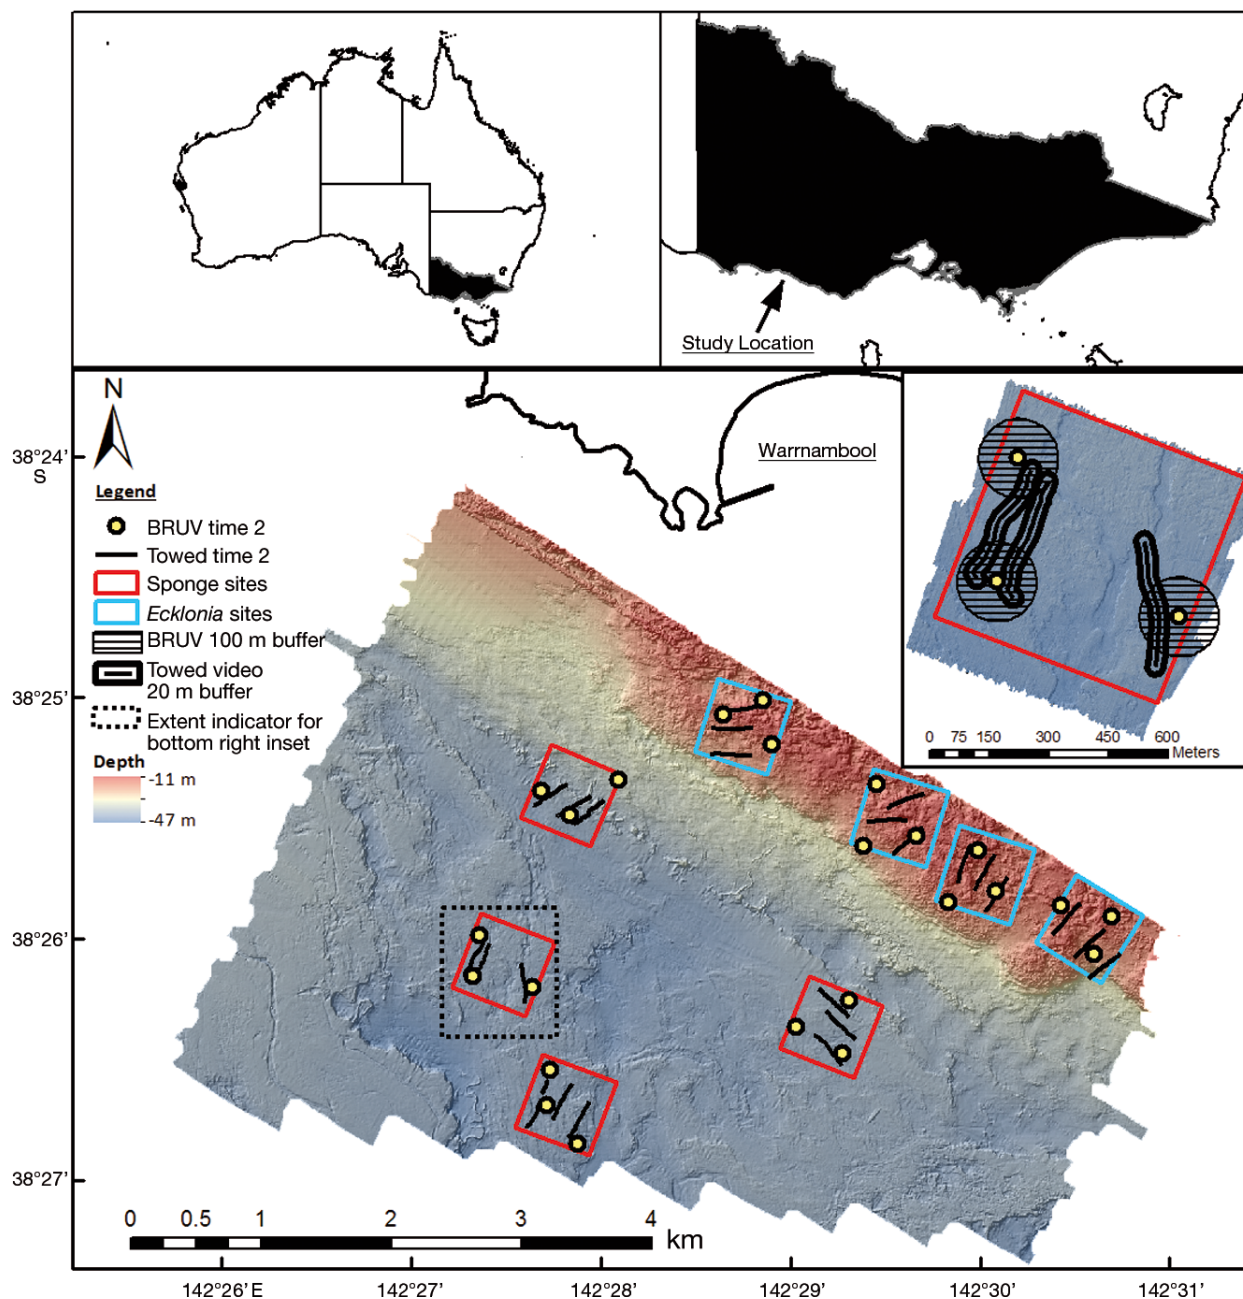 Study Location
N
Warrnambool
38°24'
S
38°25'
38°26'
38°27'
Legend
BRUV time 2
Towed time 2
Sponge sites
Ecklonia sites
BRUV 100 m buffer
Towed video
20 m buffer
Extent indicator for
bottom right inset
Depth
-11 m
-47 m
0 75 150 300 450 600
Meters
0 0.5 1 2 3 4
km
142°26'E 142°27' 142°28' 142°29' 142°30' 142°31'